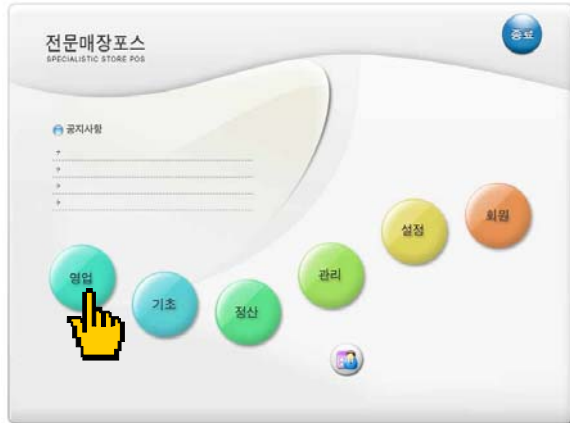 전문매장포스
SPECIALISTIC STORE POS
종료
공지사항
회원
설정
관리
영업
기초
정산